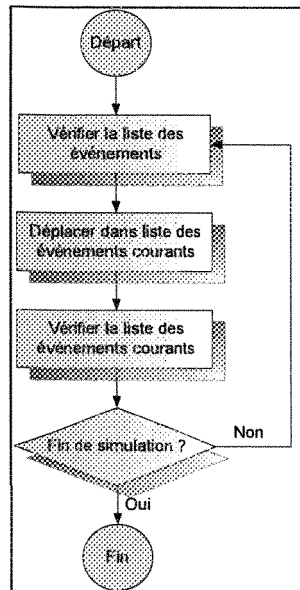 Départ
Vérifier la liste des
événements
Déplacer dans liste des
événements courants
Vérifier la liste des
événements courants
Fin de simulation ?
Non
Oui
Fin